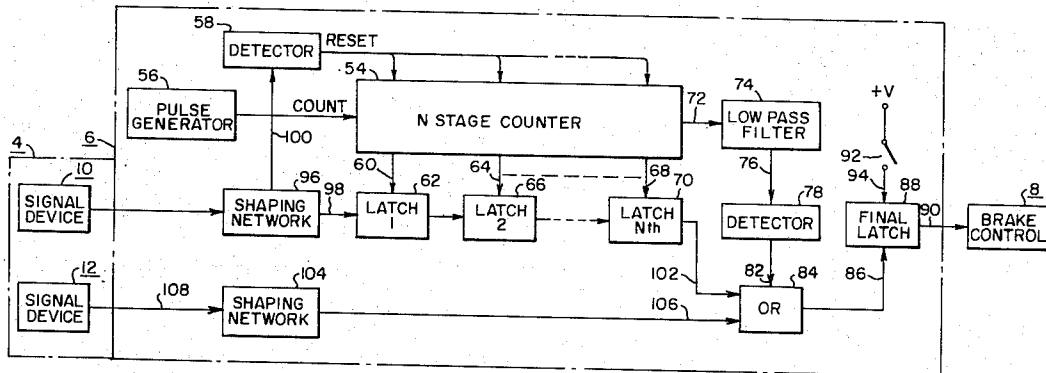 58
DETECTOR
RESET
54
56
PULSE GENERATOR
COUNT
N STAGE COUNTER
72
74
LOW PASS FILTER
+V
92
94
100
4
6
10
SIGNAL DEVICE
96
SHAPING NETWORK
98
60
62
LATCH 1
64
66
LATCH 2
68
70
LATCH Nth
76
78
DETECTOR
88
FINAL LATCH
90
8
BRAKE CONTROL
12
SIGNAL DEVICE
108
104
SHAPING NETWORK
102
106
82
84
OR
86